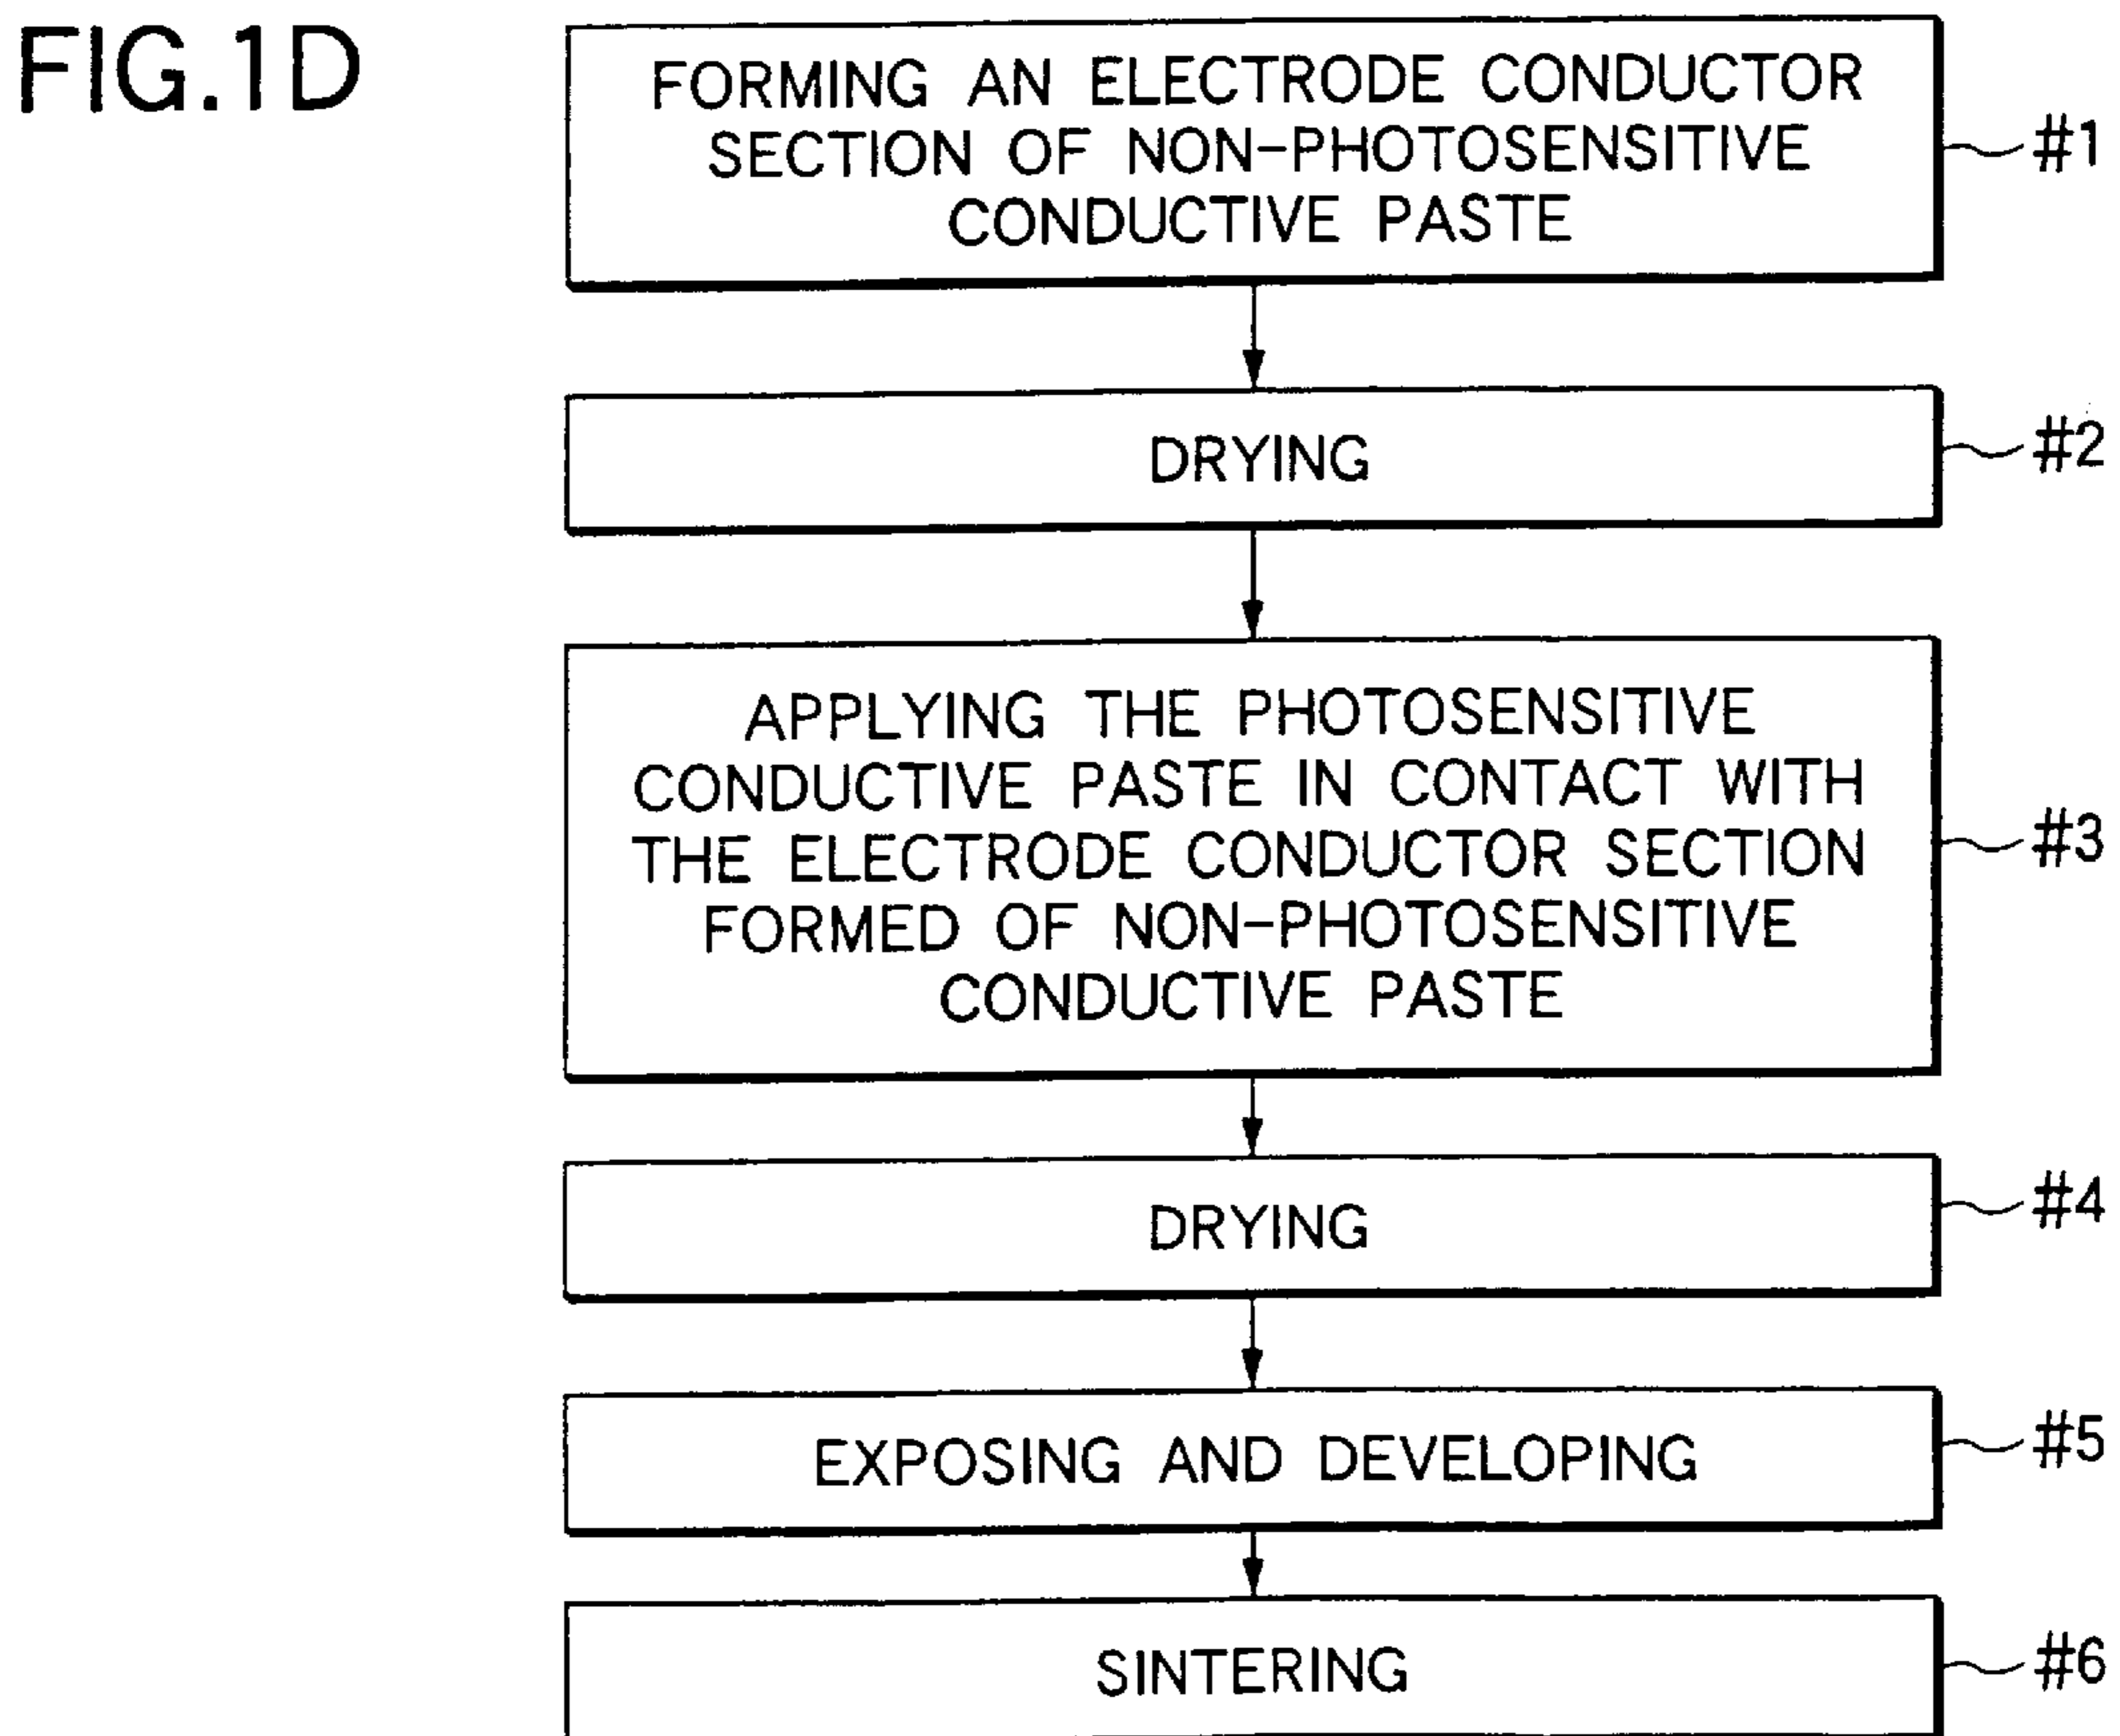 FIG.1D
FORMING AN ELECTRODE CONDUCTOR
SECTION OF NON-PHOTOSENSITIVE
CONDUCTIVE PASTE
#1
DRYING
#2
APPLYING THE PHOTOSENSITIVE
CONDUCTIVE PASTE IN CONTACT WITH
THE ELECTRODE CONDUCTOR SECTION
FORMED OF NON-PHOTOSENSITIVE
CONDUCTIVE PASTE
#3
DRYING
#4
EXPOSING AND DEVELOPING
#5
SINTERING
#6